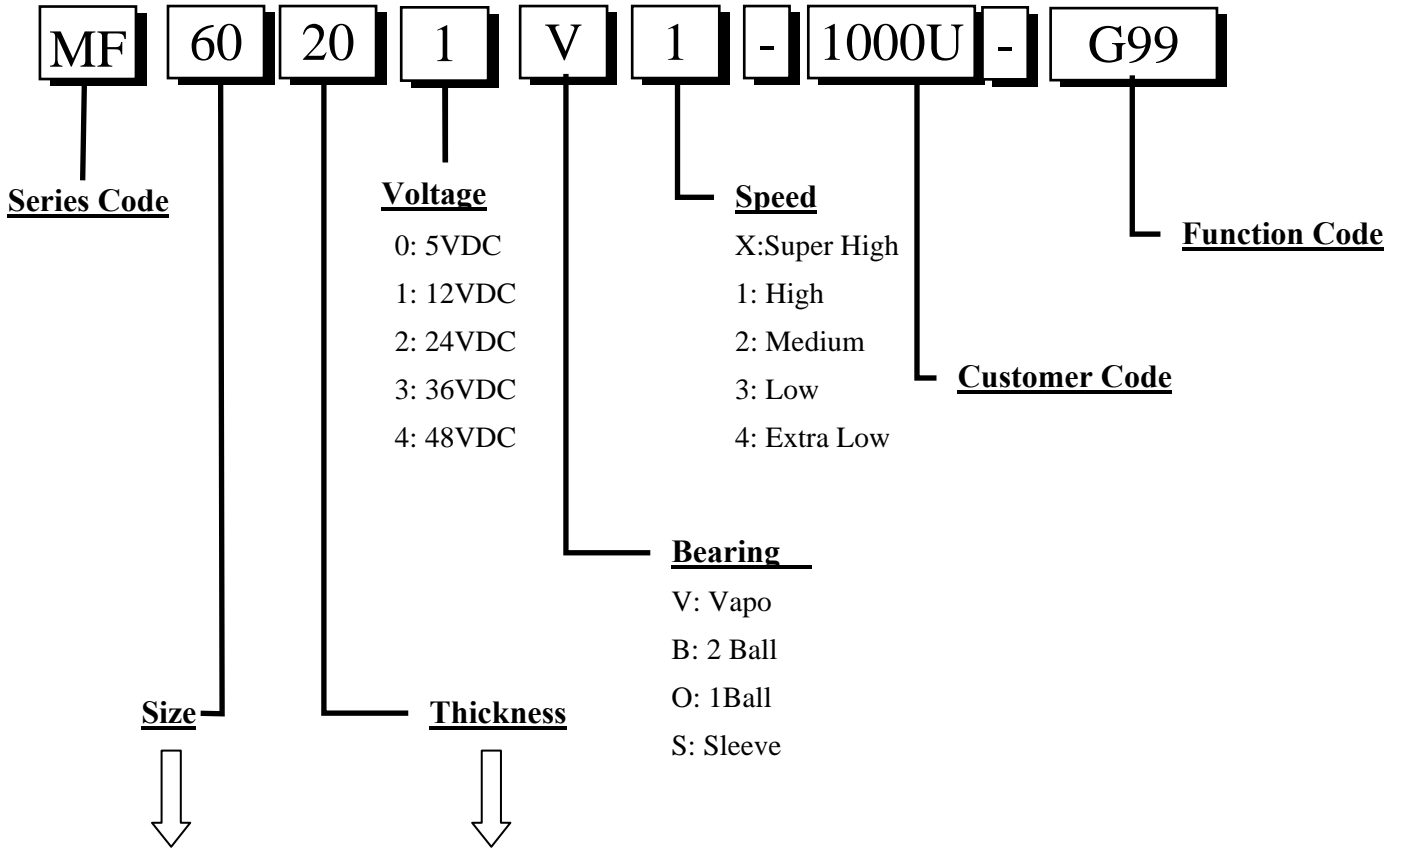 MF 60 20 1 V 1 - 1000U - G99
Series Code
Voltage
0: 5VDC
1: 12VDC
2: 24VDC
3: 36VDC
4: 48VDC
Speed
X:Super High
1: High
2: Medium
3: Low
4: Extra Low
Function Code
Customer Code
Bearing
V: Vapo
B: 2 Ball
O: 1Ball
S: Sleeve
Size
Thickness